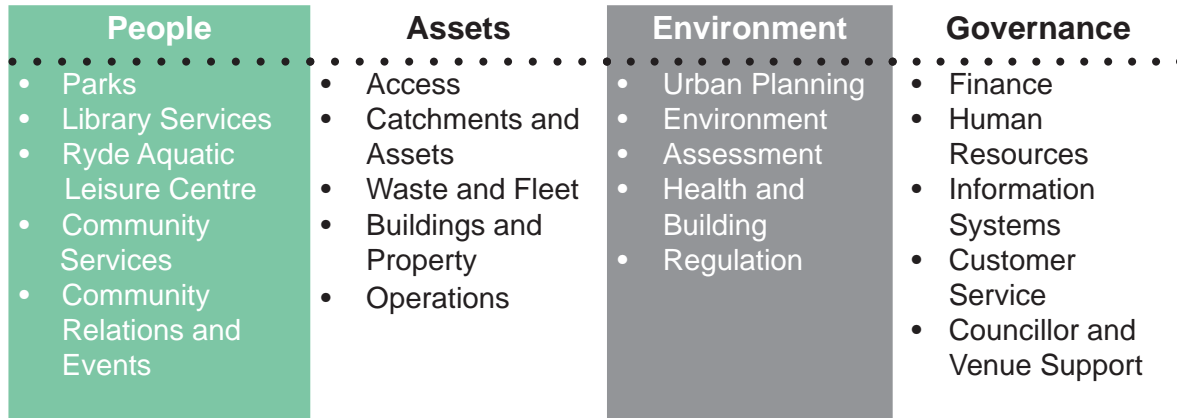 People
• Parks
• Library Services
• Ryde Aquatic
Leisure Centre
• Community
Services
• Community
Relations and
Events
Assets
• Access
• Catchments and
Assets
• Waste and Fleet
• Buildings and
Property
• Operations
Environment
• Urban Planning
• Environment
• Assessment
• Health and
Building
• Regulation
Governance
• Finance
• Human
Resources
• Information
Systems
• Customer
Service
• Councillor and
Venue Support